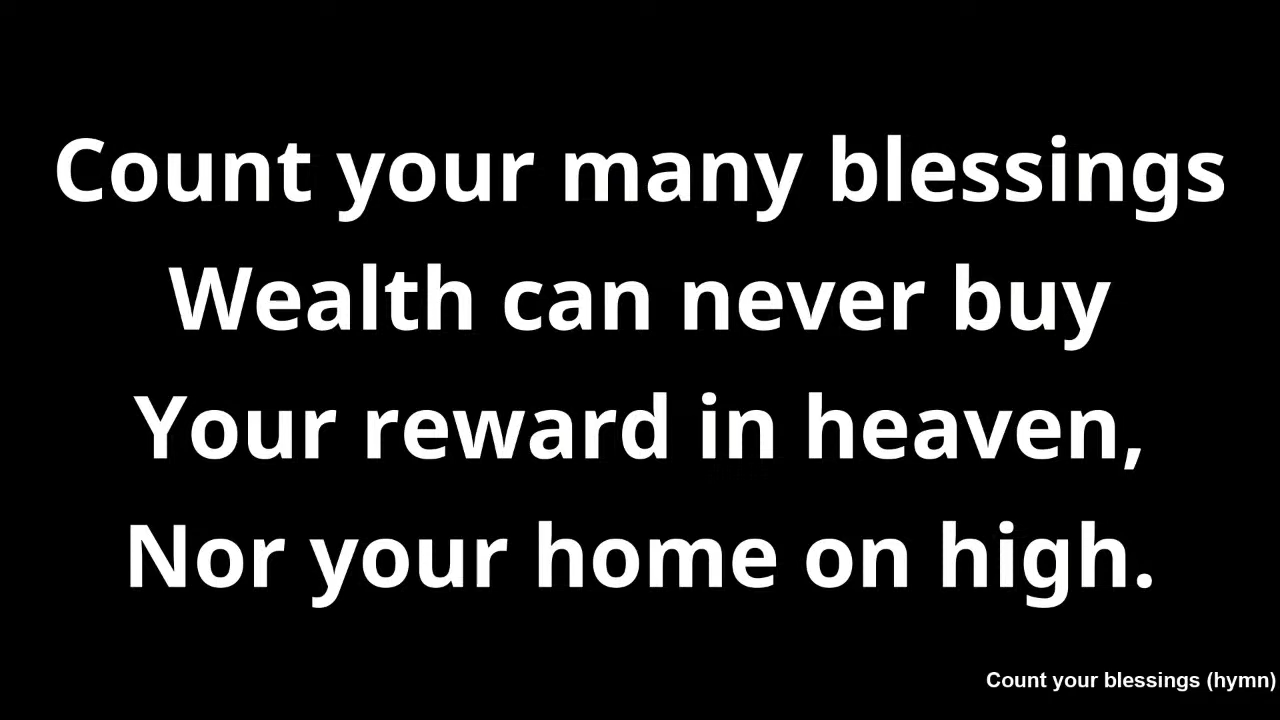 Count your many blessings
Wealth can never buy
Your reward in heaven,
Nor your home on high.
Count your blessings (hymn)